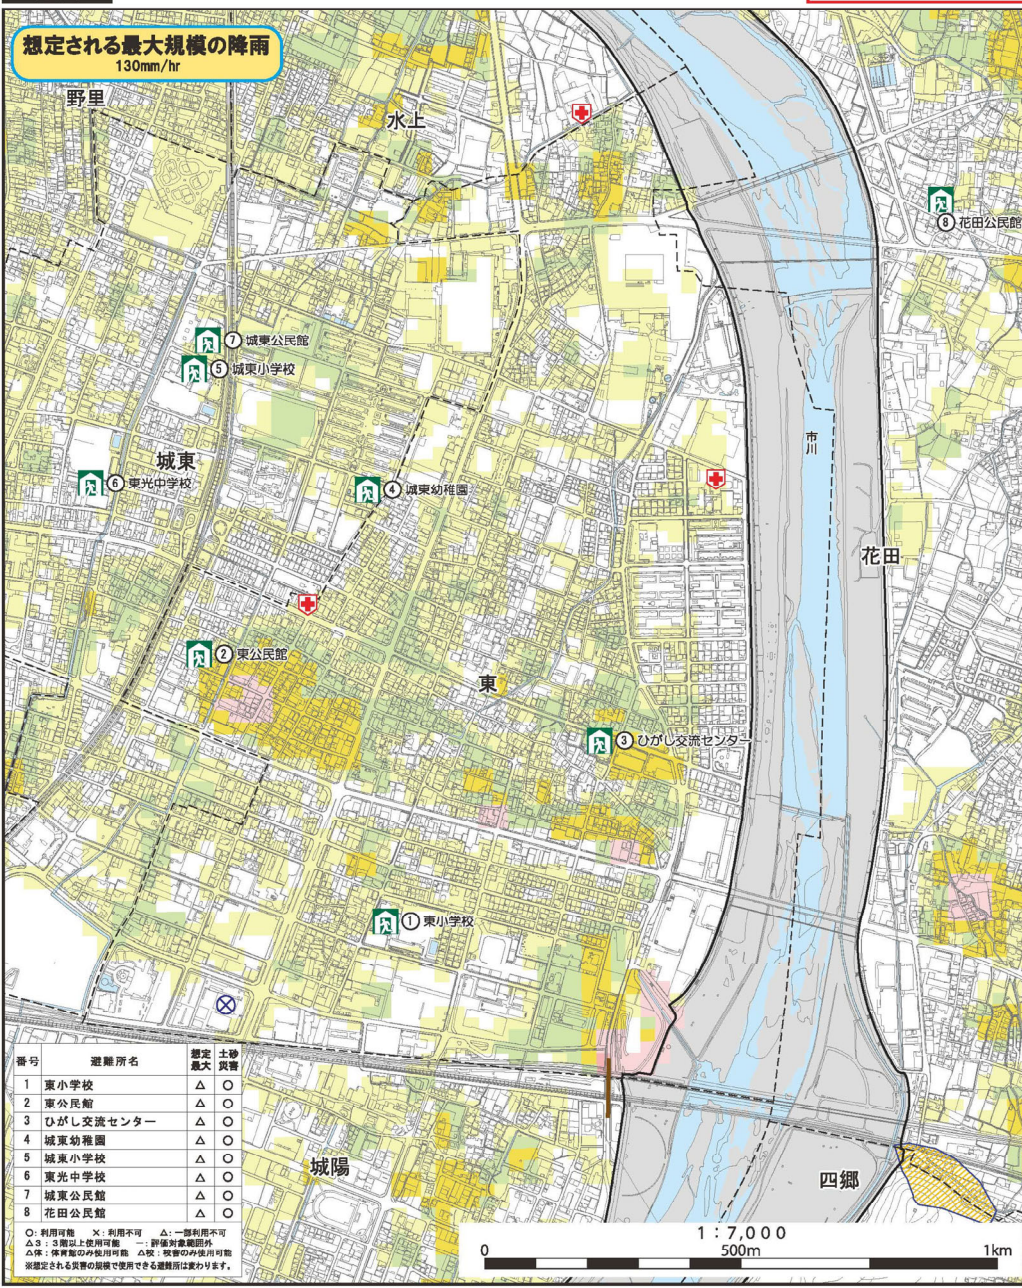 想定される最大規模の降雨
130mm/hr
野里
水上
⑧ 花田公民館
⑦ 城東公民館
⑤ 城東小学校
市川
城東
⑥ 東光中学校
④ 城東幼稚園
花田
② 東公民館
東
③ ひがし交流センター
① 東小学校
番号 避難所名 想定最大 土砂災害
1 東小学校 △ ○
2 東公民館 △ ○
3 ひがし交流センター △ ○
4 城東幼稚園 △ ○
5 城東小学校 △ ○
6 東光中学校 △ ○
7 城東公民館 △ ○
8 花田公民館 △ ○
○：利用可能 ×：利用不可 △：一部利用不可
△3：3階以上使用可能 －：評価対象範囲外
△体：体育館のみ使用可能 △校：校舎のみ使用可能
※想定される災害の規模で使用できる避難所は変わります。
城陽
四郷
1：7,000
0 500m 1km